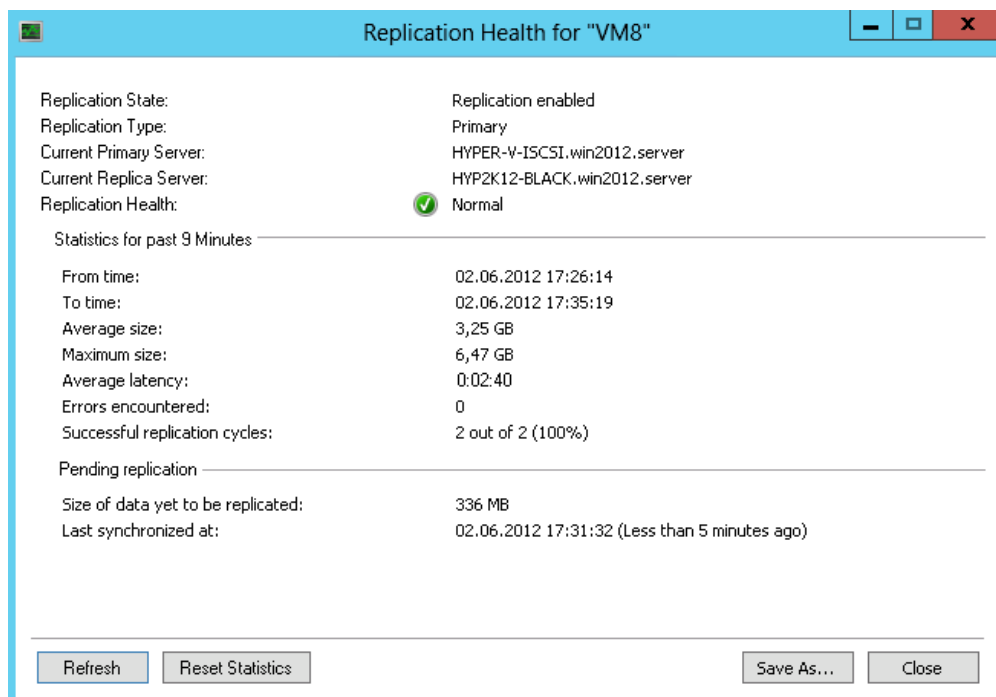 Replication Health for "VM8"
Replication State: Replication enabled
Replication Type: Primary
Current Primary Server: HYPER-V-ISCSI.win2012.server
Current Replica Server: HYP2K12-BLACK.win2012.server
Replication Health: Normal
Statistics for past 9 Minutes
From time: 02.06.2012 17:26:14
To time: 02.06.2012 17:35:19
Average size: 3,25 GB
Maximum size: 6,47 GB
Average latency: 0:02:40
Errors encountered: 0
Successful replication cycles: 2 out of 2 (100%)
Pending replication
Size of data yet to be replicated: 336 MB
Last synchronized at: 02.06.2012 17:31:32 (Less than 5 minutes ago)
Refresh Reset Statistics Save As... Close